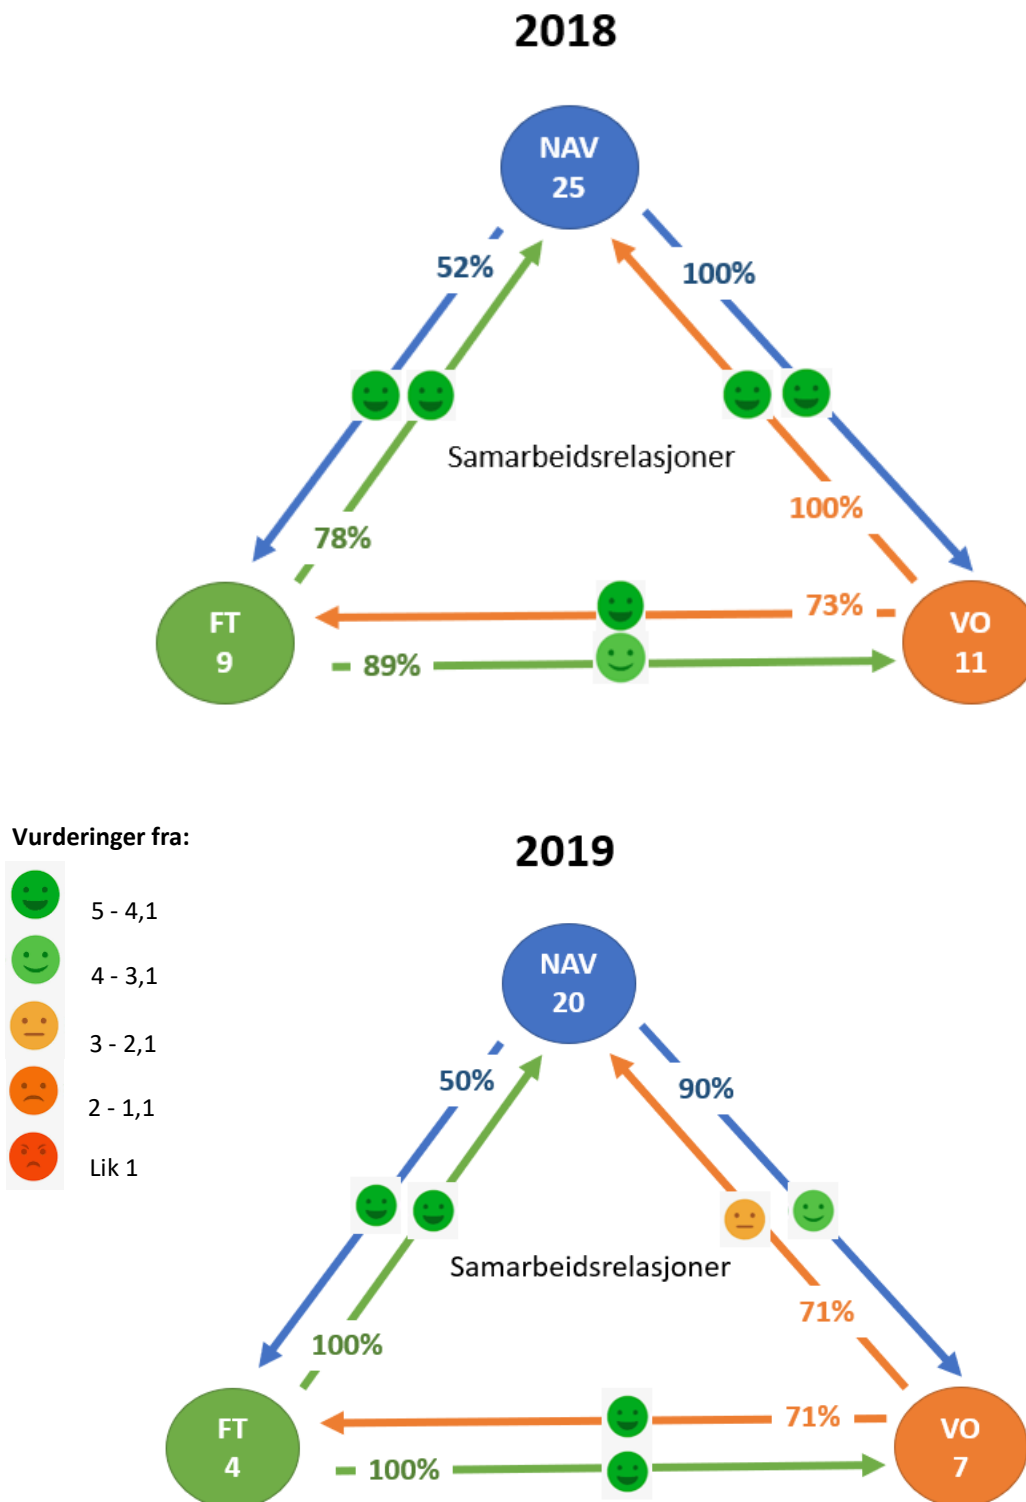 2018
NAV
25
52%
100%
Samarbeidsrelasjoner
100%
78%
FT
9
73%
89%
VO
11
Vurderinger fra:
5 - 4,1
4 - 3,1
3 - 2,1
2 - 1,1
Lik 1
2019
NAV
20
50%
90%
Samarbeidsrelasjoner
71%
100%
FT
4
71%
100%
VO
7